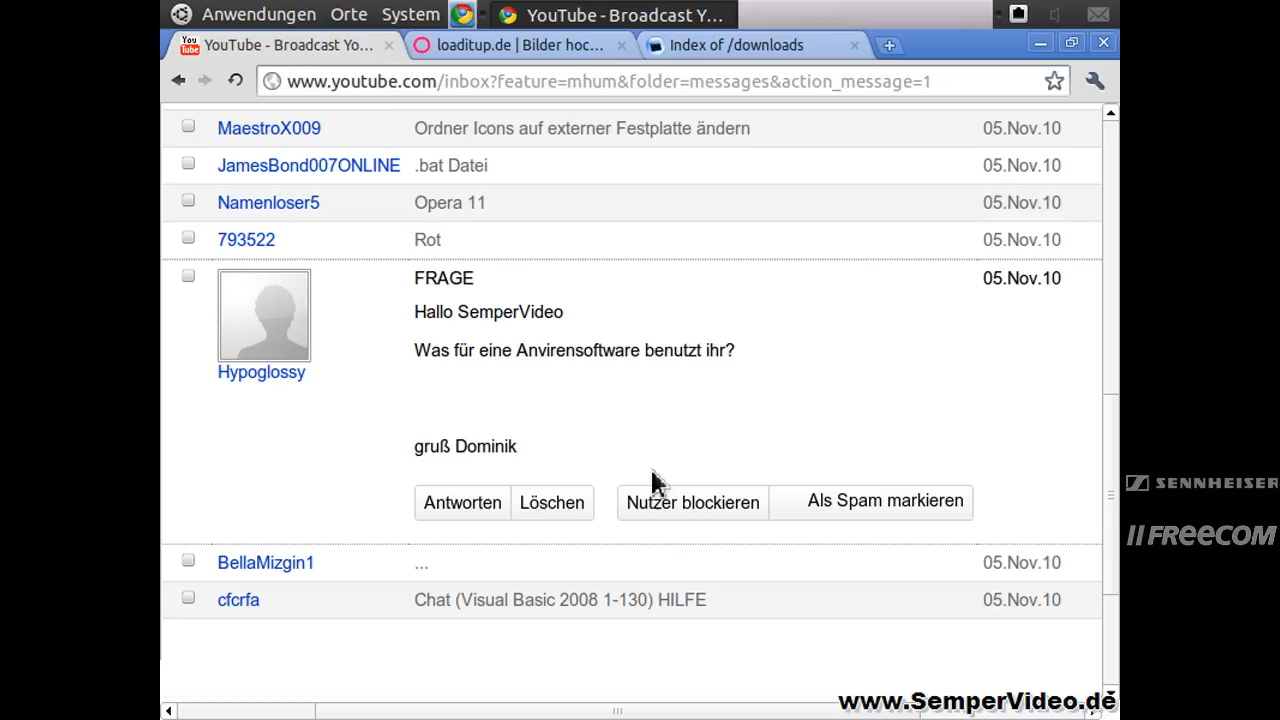 Anwendungen Orte System YouTube - Broadcast Y...
You Tube YouTube - Broadcast Yo... loaditup.de | Bilder hoc... Index of /downloads
www.youtube.com/inbox?feature=mhum&folder=messages&action_message=1
MaestroX009 Ordner Icons auf externer Festplatte ändern 05.Nov.10
JamesBond007ONLINE .bat Datei 05.Nov.10
Namenloser5 Opera 11 05.Nov.10
793522 Rot 05.Nov.10
FRAGE 05.Nov.10
Hallo SemperVideo
Was für eine Anvirensoftware benutzt ihr?
Hypoglossy
gruß Dominik
Antworten Löschen Nutzer blockieren Als Spam markieren
SENNHEISER
FREECOM
BellaMizgin1 ... 05.Nov.10
cfcrfa Chat (Visual Basic 2008 1-130) HILFE 05.Nov.10
www.SemperVideo.de